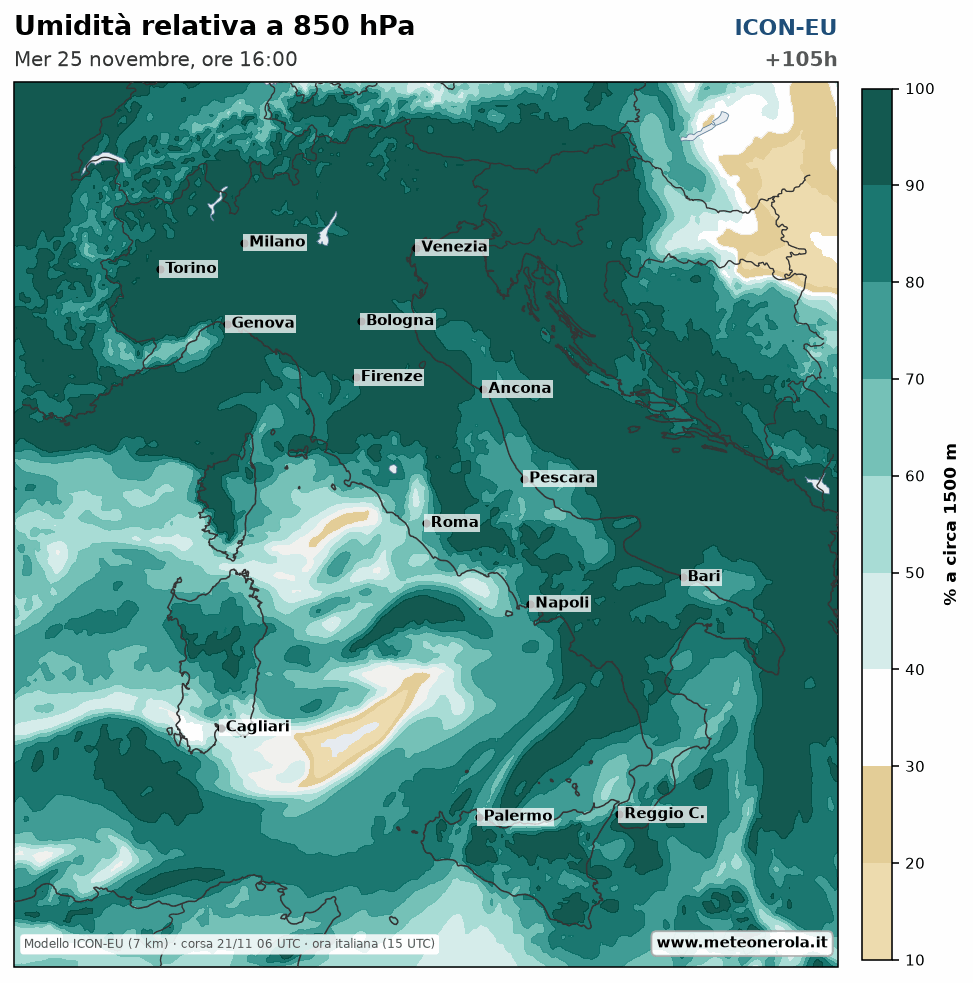 Umidità relativa a 850 hPa
ICON-EU
Mer 25 novembre, ore 16:00
+105h
100
90
80
70
60
50
40
30
20
10
% a circa 1500 m
Milano
Venezia
Torino
Genova
Bologna
Firenze
Ancona
Pescara
Roma
Bari
Napoli
Cagliari
Palermo
Reggio C.
Modello ICON-EU (7 km) · corsa 21/11 06 UTC · ora italiana (15 UTC)
www.meteonerola.it